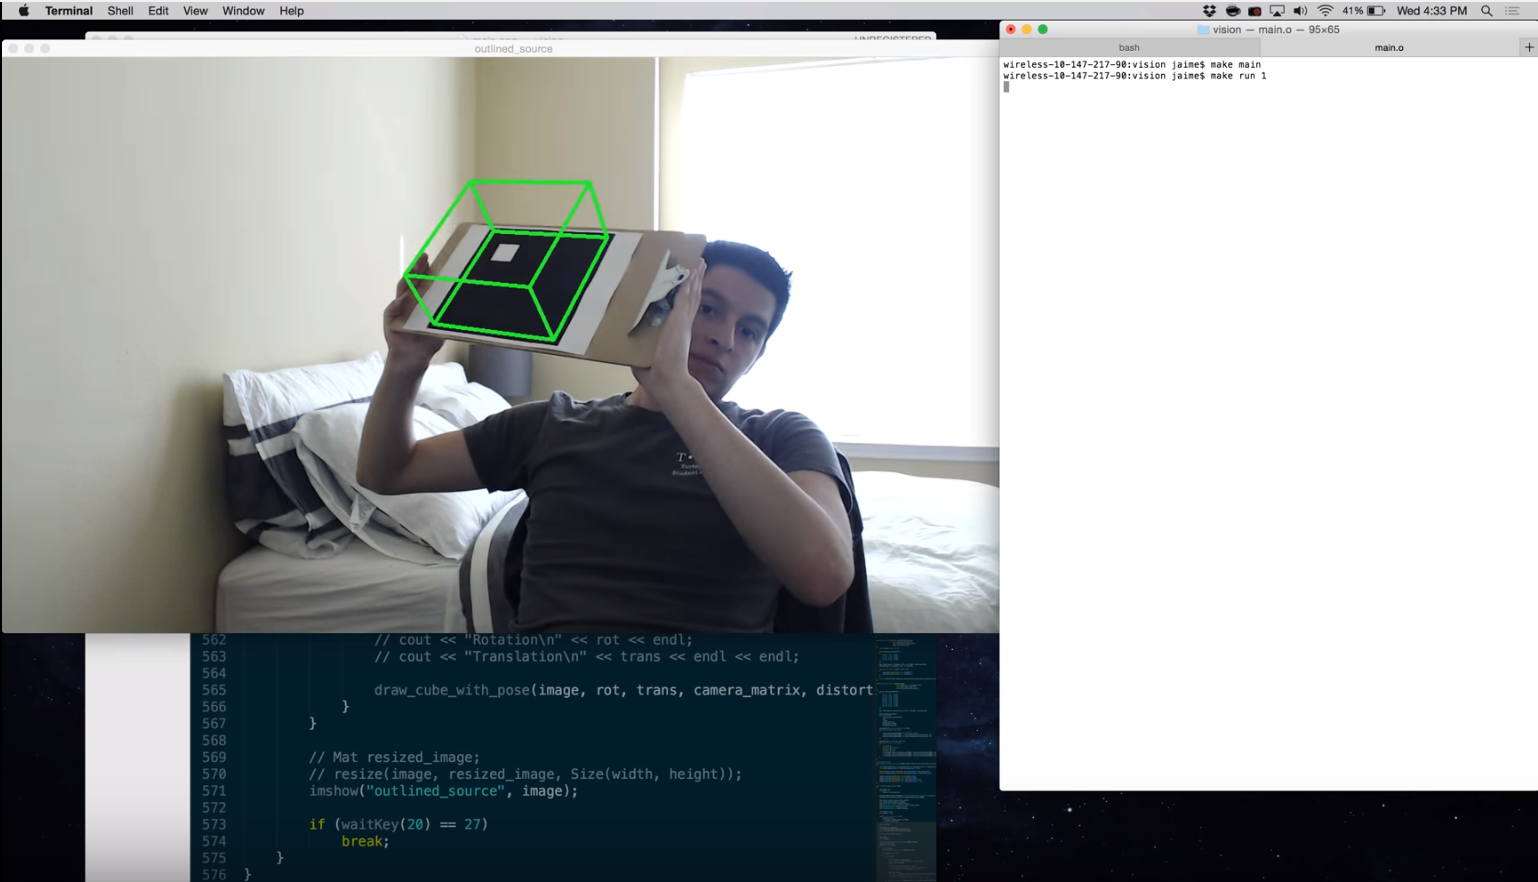 Terminal Shell Edit View Window Help
41% Wed 4:33 PM
outlined_source
UNREGISTERED
vision — main.o — 95×65
bash main.o +
wireless-10-147-217-90:vision jaime$ make main
wireless-10-147-217-90:vision jaime$ make run 1
T
562 // cout << "Rotation\n" << rot << endl;
563 // cout << "Translation\n" << trans << endl << endl;
564
565 draw_cube_with_pose(image, rot, trans, camera_matrix, distort
566 }
567 }
568
569 // Mat resized_image;
570 // resize(image, resized_image, Size(width, height));
571 imshow("outlined_source", image);
572
573 if (waitKey(20) == 27)
574 break;
575 }
576 }